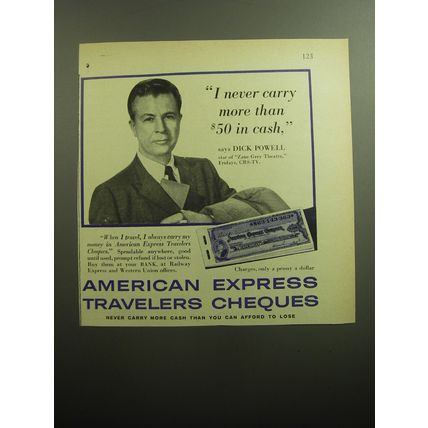 123
“I never carry
more than
$50 in cash,”
says DICK POWELL
star of “Zane Grey Theatre,”
Fridays, CBS-TV.
“When I travel, I always carry my
money in American Express Travelers
Cheques.” Spendable anywhere, good
until used, prompt refund if lost or stolen.
Buy them at your BANK, at Railway
Express and Western Union offices.
Charges, only a penny a dollar
AMERICAN EXPRESS
TRAVELERS CHEQUES
NEVER CARRY MORE CASH THAN YOU CAN AFFORD TO LOSE